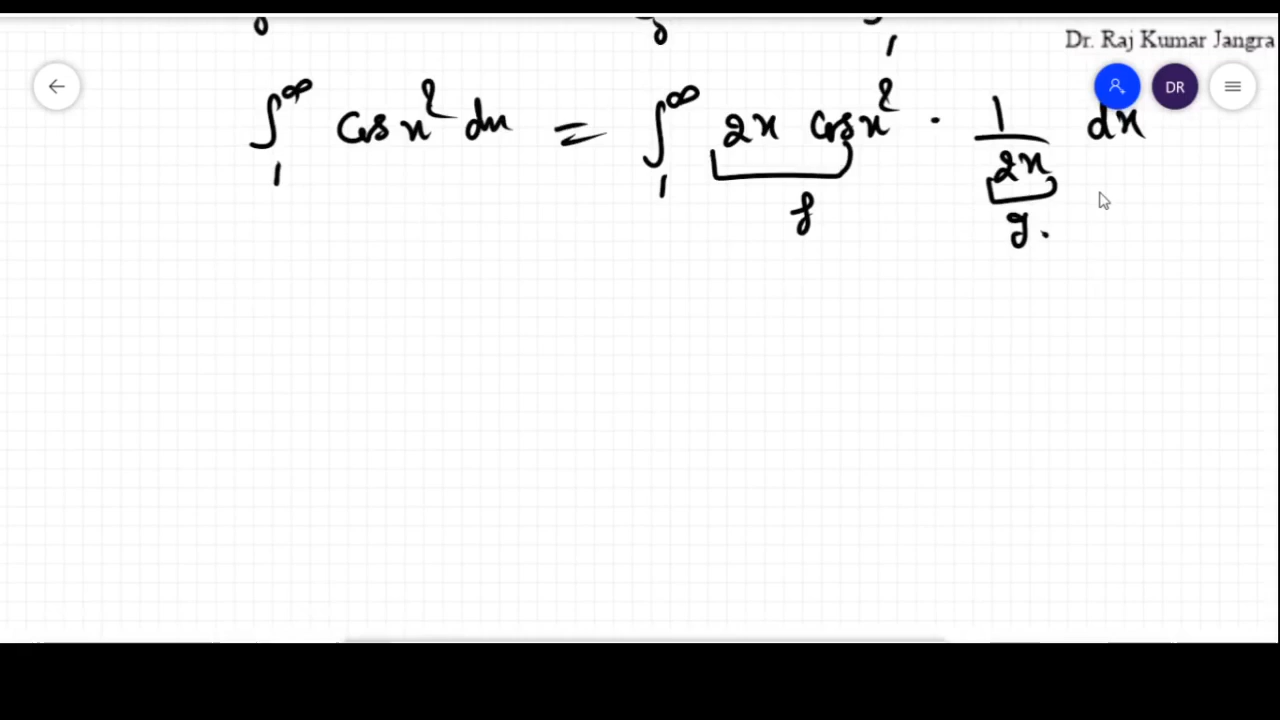 Dr. Raj Kumar Jangra
DR
∫₁^∞ cos x² dx = ∫₁^∞ 2x cos x² · 1/2x dx
f g.